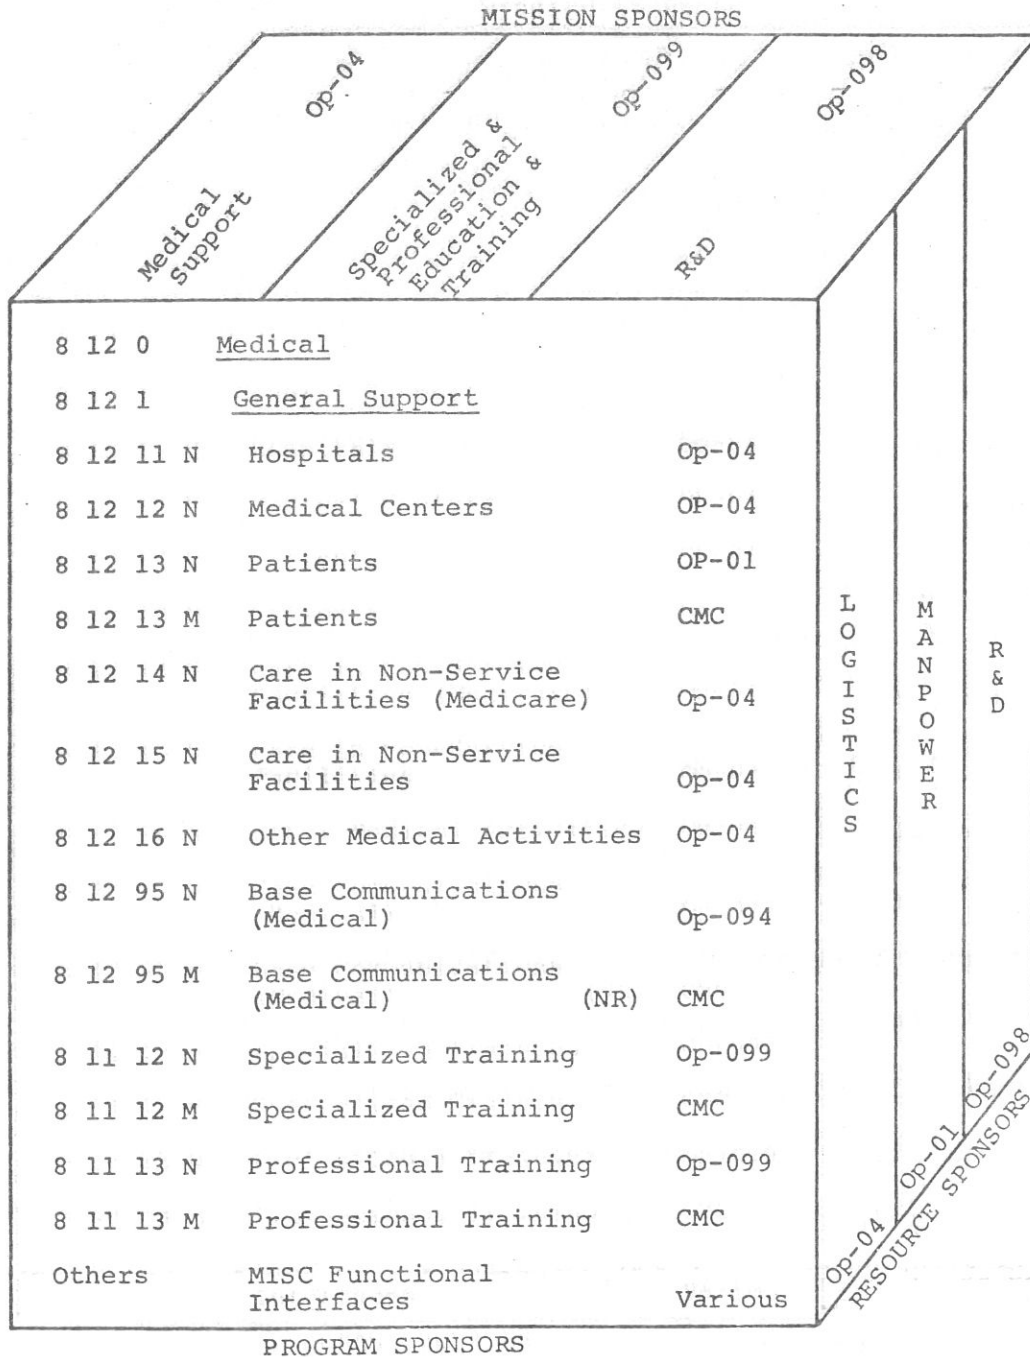 MISSION SPONSORS
Op-04
Op-099
Op-098
Medical
Support
Specialized &
Professional
Education &
Training
R&D
8 12 0 Medical
8 12 1 General Support
8 12 11 N Hospitals Op-04
8 12 12 N Medical Centers OP-04
8 12 13 N Patients OP-01
8 12 13 M Patients CMC
8 12 14 N Care in Non-Service
Facilities (Medicare) Op-04
8 12 15 N Care in Non-Service
Facilities Op-04
8 12 16 N Other Medical Activities Op-04
8 12 95 N Base Communications
(Medical) Op-094
8 12 95 M Base Communications
(Medical) (NR) CMC
8 11 12 N Specialized Training Op-099
8 11 12 M Specialized Training CMC
8 11 13 N Professional Training Op-099
8 11 13 M Professional Training CMC
Others MISC Functional
Interfaces Various
LOGISTICS
MANPOWER
R&D
Op-04
Op-01
Op-098
RESOURCE SPONSORS
PROGRAM SPONSORS